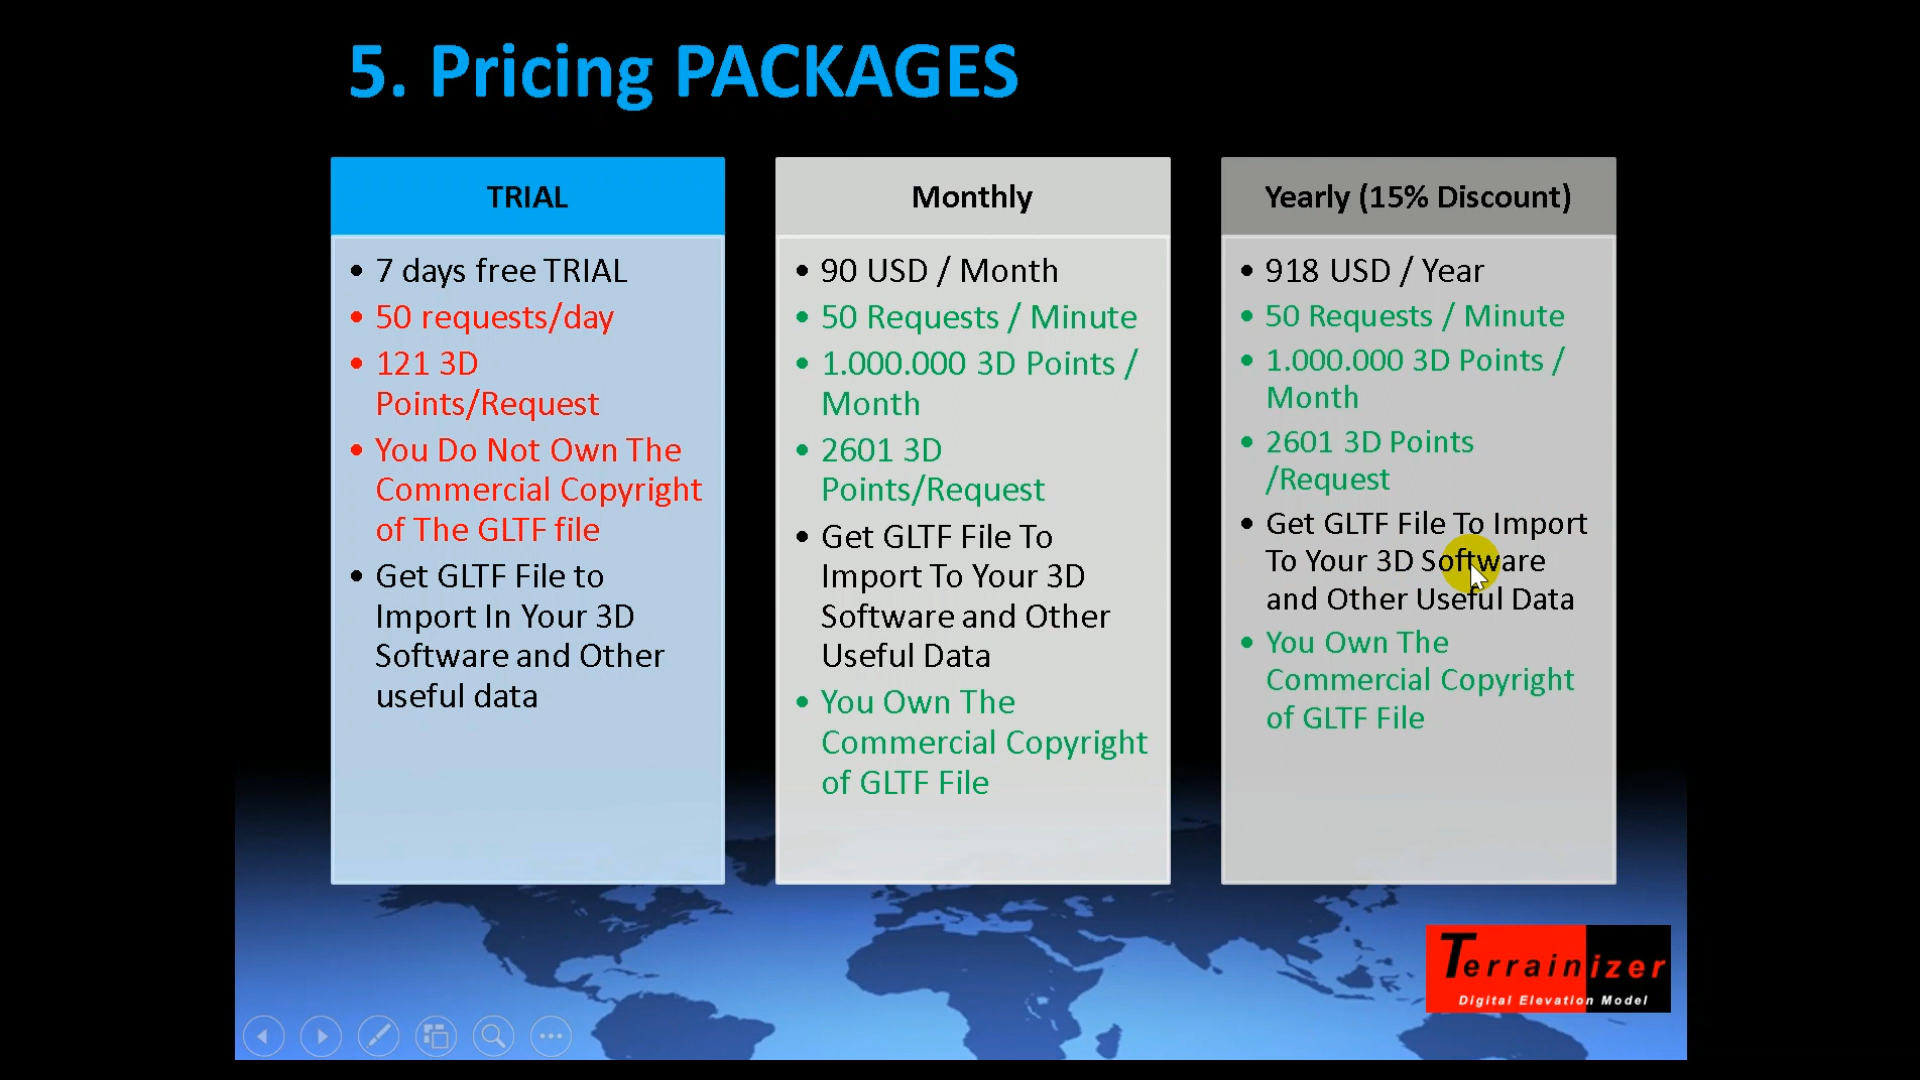 5. Pricing PACKAGES
TRIAL
• 7 days free TRIAL
• 50 requests/day
• 121 3D
Points/Request
• You Do Not Own The
Commercial Copyright
of The GLTF file
• Get GLTF File to
Import In Your 3D
Software and Other
useful data
Monthly
• 90 USD / Month
• 50 Requests / Minute
• 1.000.000 3D Points /
Month
• 2601 3D
Points/Request
• Get GLTF File To
Import To Your 3D
Software and Other
Useful Data
• You Own The
Commercial Copyright
of GLTF File
Yearly (15% Discount)
• 918 USD / Year
• 50 Requests / Minute
• 1.000.000 3D Points /
Month
• 2601 3D Points
/Request
• Get GLTF File To Import
To Your 3D Software
and Other Useful Data
• You Own The
Commercial Copyright
of GLTF File
Terrainizer
Digital Elevation Model